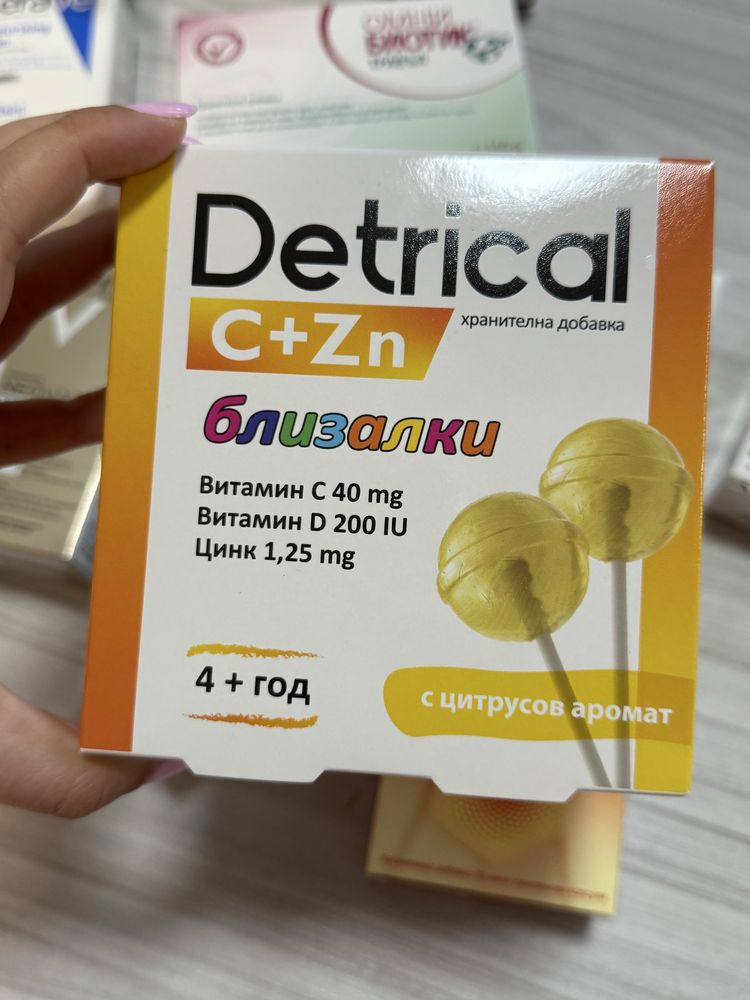 БИОТИК
Detrical
C+Zn
хранителна добавка
близалки
Витамин C 40 mg
Витамин D 200 IU
Цинк 1,25 mg
4 + год
с цитрусов аромат